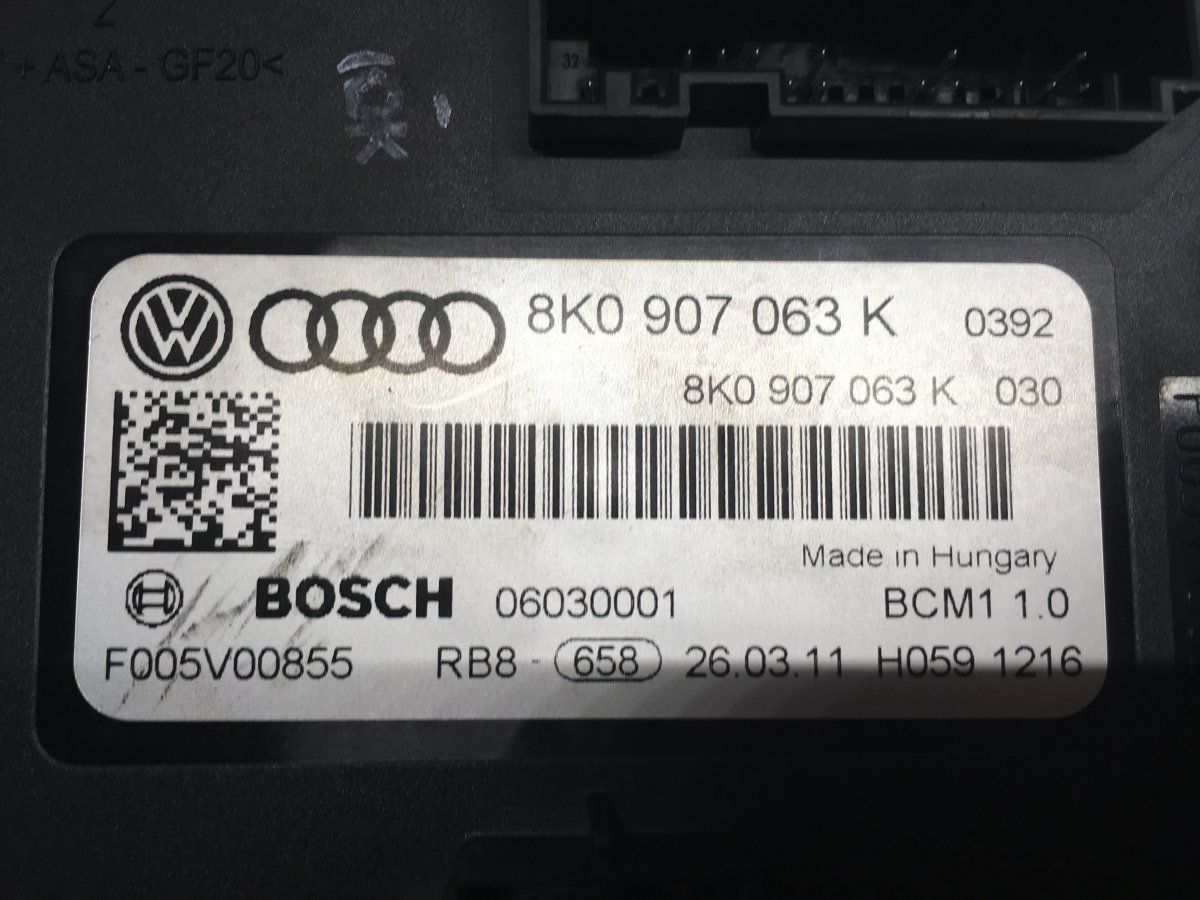 2
+ ASA - GF20<
32
8K0 907 063 K 0392
8K0 907 063 K 030
Made in Hungary
BOSCH 06030001 BCM1 1.0
F005V00855 RB8 - 658 26.03.11 H059 1216